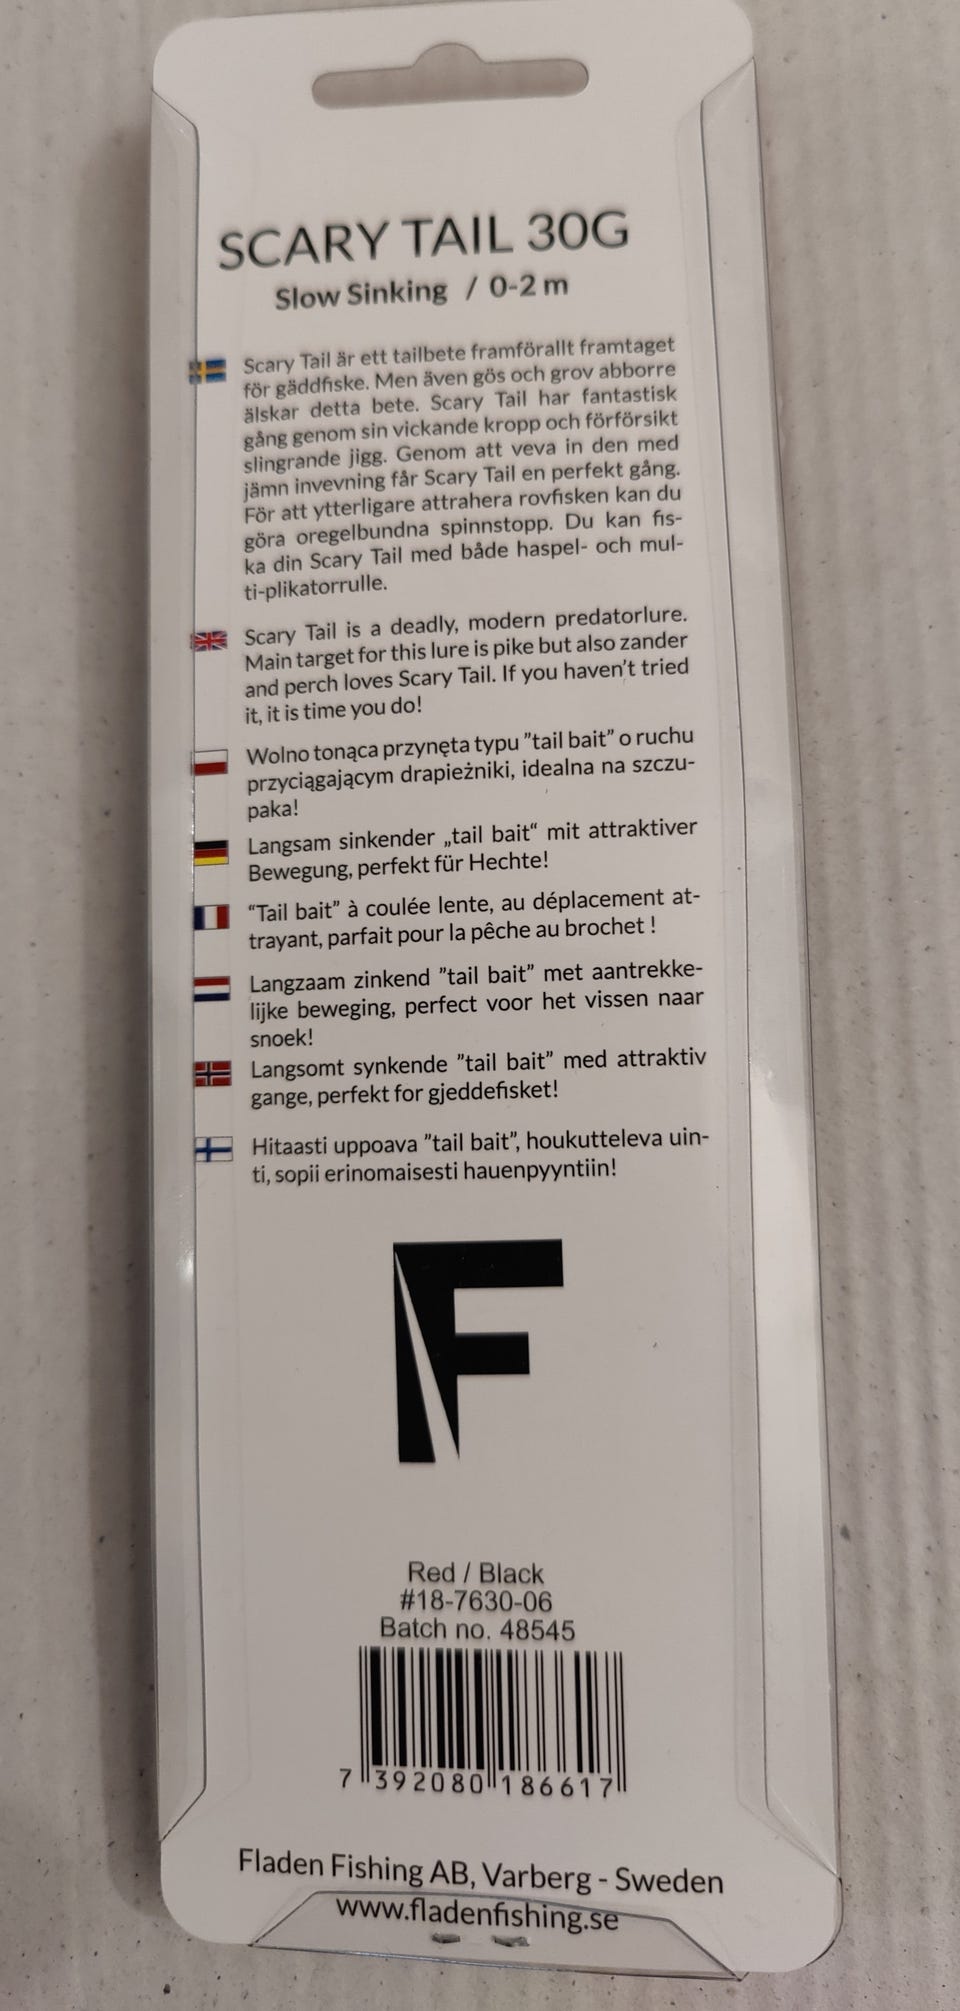 SCARY TAIL 30G
Slow Sinking / 0-2 m
Scary Tail är ett tailbete framförallt framtaget
för gäddfiske. Men även gös och grov abborre
älskar detta bete. Scary Tail har fantastisk
gång genom sin vickande kropp och förförsikt
slingrande jigg. Genom att veva in den med
jämn invevning får Scary Tail en perfekt gång.
För att ytterligare attrahera rovfisken kan du
göra oregelbundna spinnstopp. Du kan fis-
ka din Scary Tail med både haspel- och mul-
ti-plikatorrulle.
Scary Tail is a deadly, modern predatorlure.
Main target for this lure is pike but also zander
and perch loves Scary Tail. If you haven't tried
it, it is time you do!
Wolno tonąca przynęta typu ”tail bait” o ruchu
przyciągającym drapieżniki, idealna na szczu-
paka!
Langsam sinkender „tail bait“ mit attraktiver
Bewegung, perfekt für Hechte!
“Tail bait” à coulée lente, au déplacement at-
trayant, parfait pour la pêche au brochet !
Langzaam zinkend ”tail bait” met aantrekke-
lijke beweging, perfect voor het vissen naar
snoek!
Langsomt synkende ”tail bait” med attraktiv
gange, perfekt for gjeddefisket!
Hitaasti uppoava ”tail bait”, houkutteleva uin-
ti, sopii erinomaisesti hauenpyyntiin!
F
Red / Black
#18-7630-06
Batch no. 48545
7 392080 186617
Fladen Fishing AB, Varberg - Sweden
www.fladenfishing.se